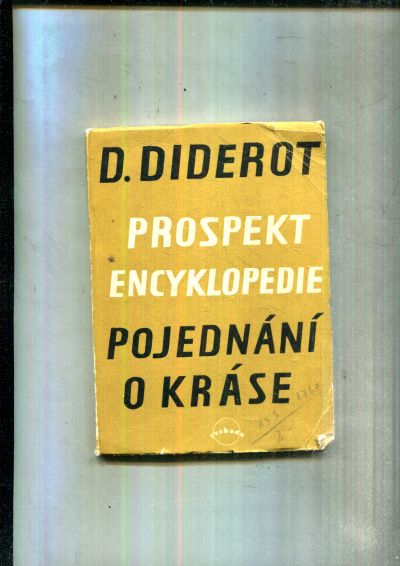 D. DIDEROT
PROSPEKT
ENCYKLOPEDIE
POJEDNÁNÍ
O KRÁSE
svoboda